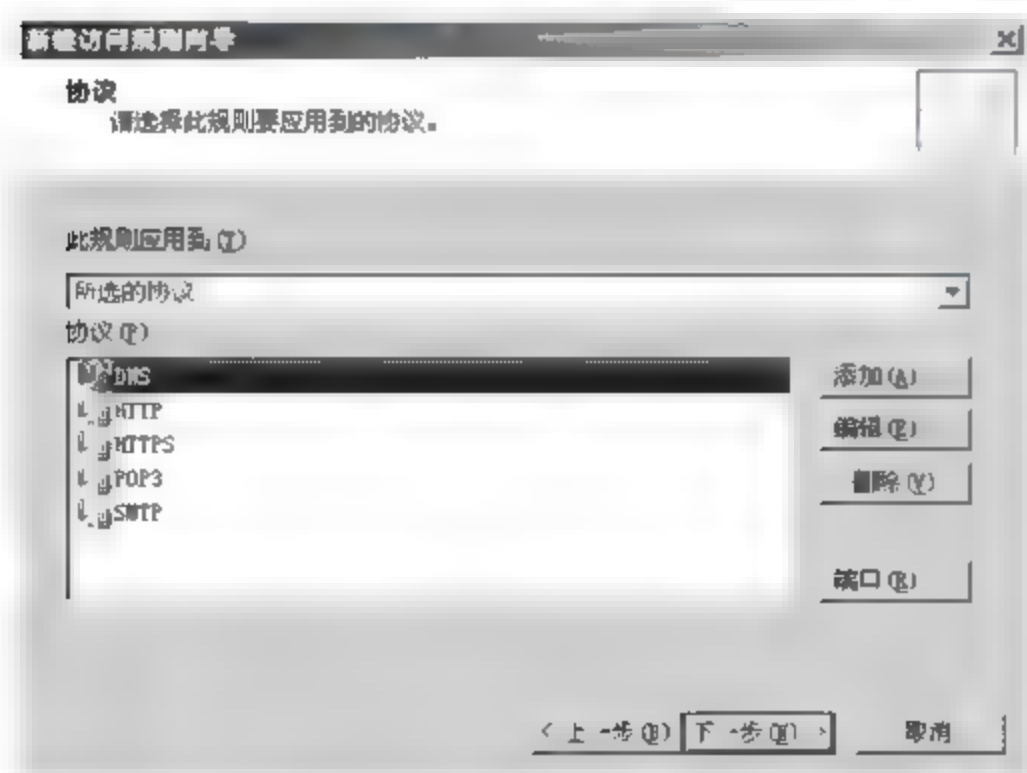 新建访问规则向导
协议
请选择此规则要应用到的协议。
此规则应用到(T)
所选的协议
协议(P)
DNS
HTTP
HTTPS
POP3
SMTP
添加(A)
编辑(E)
删除(V)
端口(R)
< 上一步(B)
下一步(N) >
取消